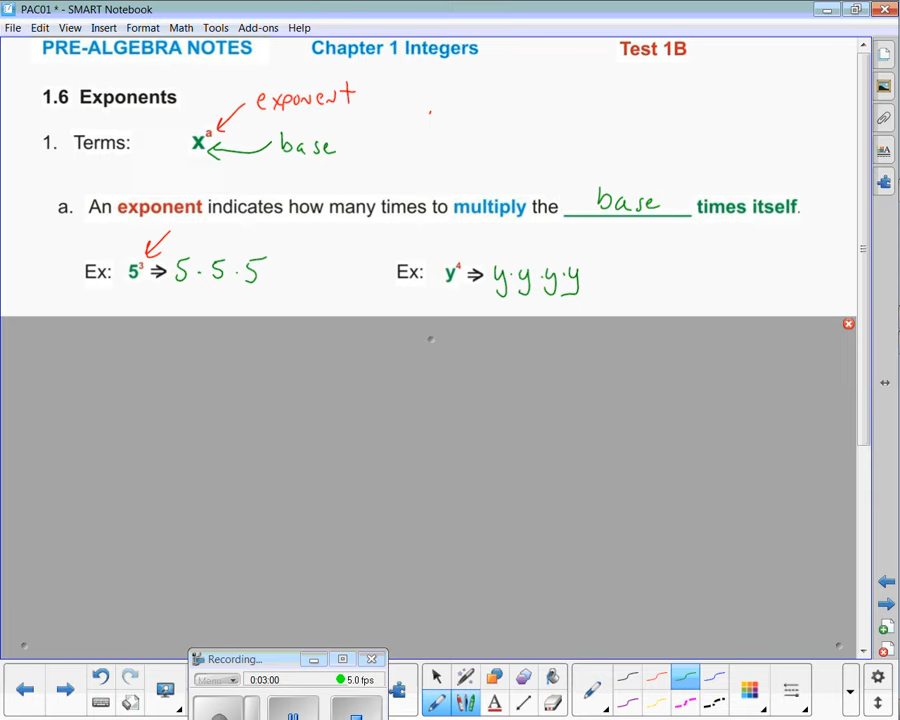 PAC01 * - SMART Notebook
File Edit View Insert Format Math Tools Add-ons Help
PRE-ALGEBRA NOTES Chapter 1 Integers Test 1B
1.6 Exponents
exponent
1. Terms: xᵃ
base
a. An exponent indicates how many times to multiply the base times itself.
Ex: 5³ ⇒ 5 · 5 · 5 Ex: y⁴ ⇒ y · y · y · y
Recording...
Menu 0:03:00 5.0 fps